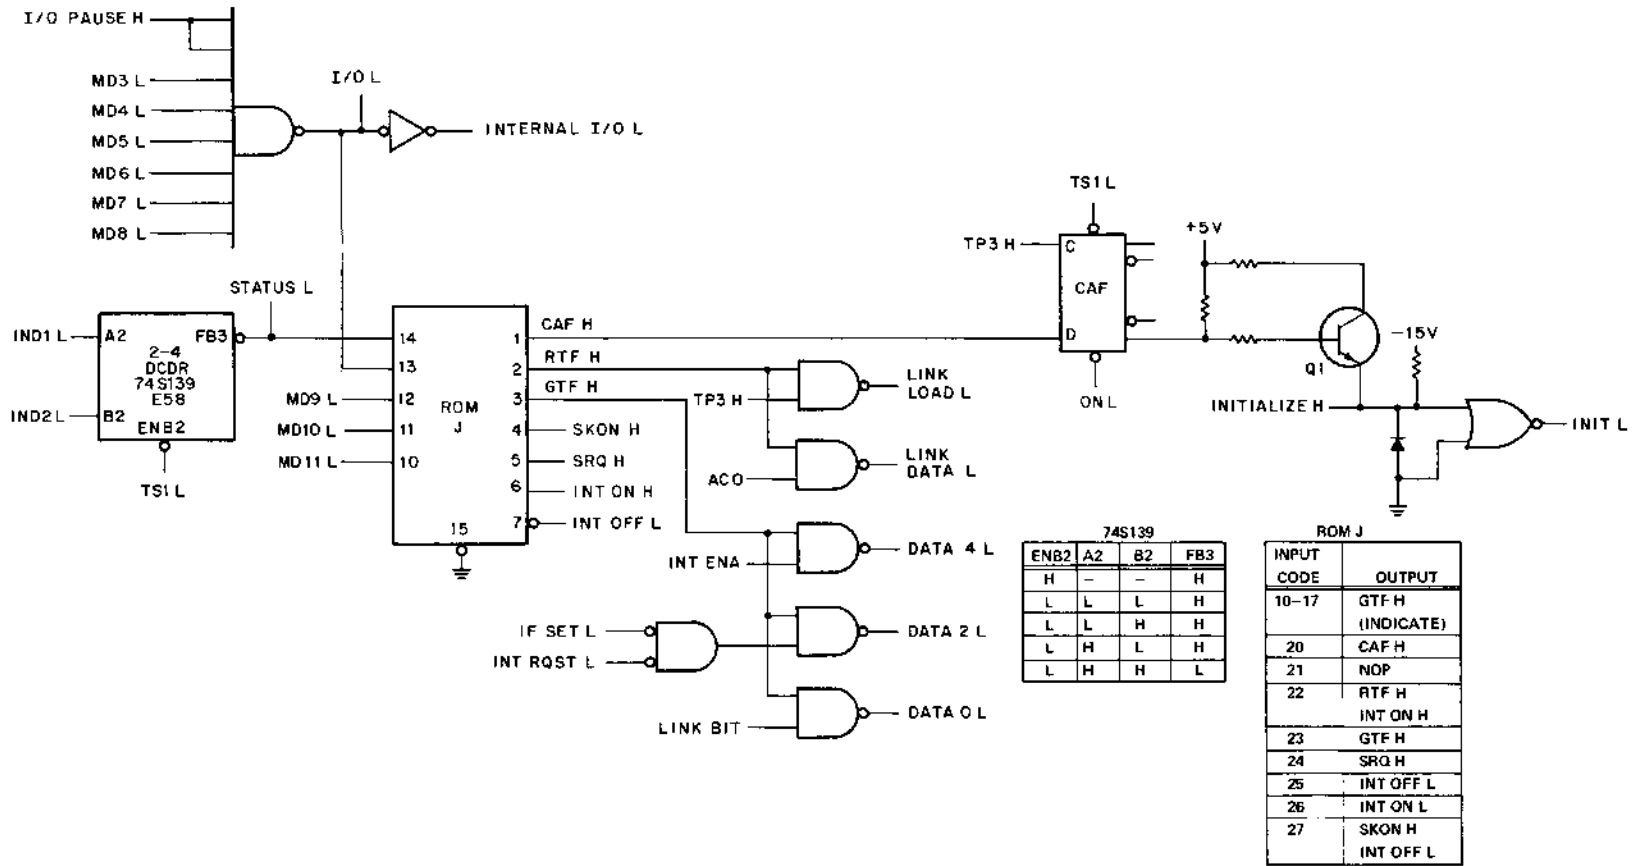 I/O PAUSE H
MD3 L
MD4 L
MD5 L
MD6 L
MD7 L
MD8 L
I/O L
INTERNAL I/O L
STATUS L
IND1 L
A2
FB3
2-4
DCDR
74S139
E58
IND2 L
B2
ENB2
TS1 L
14
13
MD9 L
12
MD10 L
11
MD11 L
10
ROM
J
15
1
2
3
4
5
6
7
CAF H
RTF H
GTF H
SKON H
SRQ H
INT ON H
INT OFF L
TP3 H
LINK
LOAD L
AC0
LINK
DATA L
INT ENA
DATA 4 L
IF SET L
INT RQST L
DATA 2 L
LINK BIT
DATA 0 L
TS1 L
TP3 H
C
CAF
D
ON L
+5V
Q1
-15V
INITIALIZE H
INIT L
74S139
ENB2 A2 B2 FB3
H - - H
L L L H
L L H H
L H L H
L H H L
ROM J
INPUT
CODE OUTPUT
10-17 GTF H
(INDICATE)
20 CAF H
21 NOP
22 RTF H
INT ON H
23 GTF H
24 SRQ H
25 INT OFF L
26 INT ON L
27 SKON H
INT OFF L